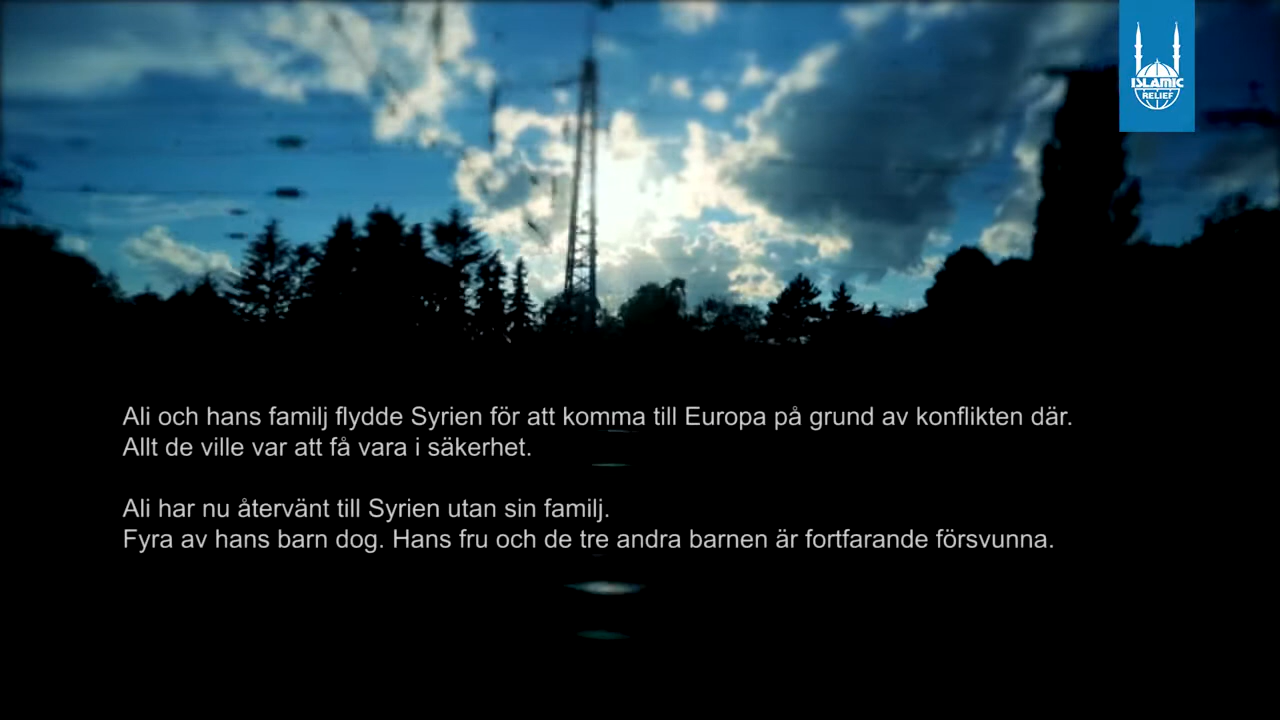 ISLAMIC
RELIEF
Ali och hans familj flydde Syrien för att komma till Europa på grund av konflikten där.
Allt de ville var att få vara i säkerhet.
Ali har nu återvänt till Syrien utan sin familj.
Fyra av hans barn dog. Hans fru och de tre andra barnen är fortfarande försvunna.